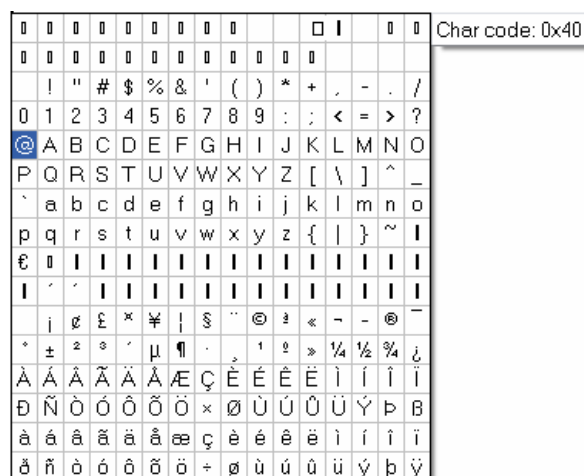 Char code: 0x40
! " # $ % & ' ( ) * + , - . /
0 1 2 3 4 5 6 7 8 9 : ; < = > ?
@ A B C D E F G H I J K L M N O
P Q R S T U V W X Y Z [ \ ] ^ _
` a b c d e f g h i j k l m n o
p q r s t u v w x y z { | } ~
€
´ ´
¡ ¢ £ ¤ ¥ ¦ § ¨ © ª « ¬ - ® ¯
° ± ² ³ ´ µ ¶ · ¸ ¹ º » ¼ ½ ¾ ¿
À Á Â Ã Ä Å Æ Ç È É Ê Ë Ì Í Î Ï
Ð Ñ Ò Ó Ô Õ Ö × Ø Ù Ú Û Ü Ý Þ ß
à á â ã ä å æ ç è é ê ë ì í î ï
ð ñ ò ó ô õ ö ÷ ø ù ú û ü ý þ ÿ